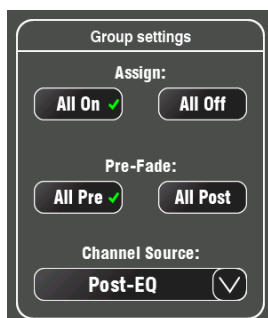 Group settings
Assign:
All On All Off
Pre-Fade:
All Pre All Post
Channel Source:
Post-EQ